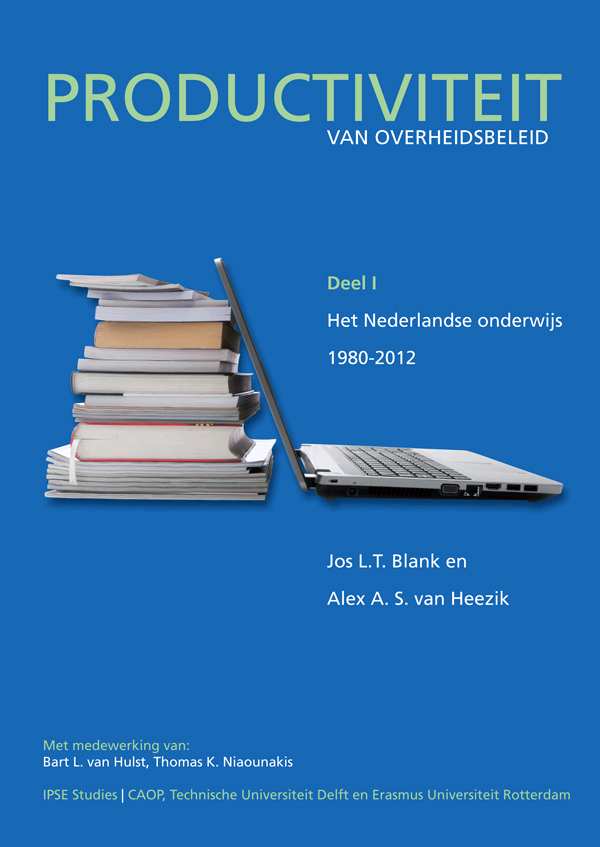 PRODUCTIVITEIT
VAN OVERHEIDSBELEID
Deel I
Het Nederlandse onderwijs
1980-2012
Jos L.T. Blank en
Alex A. S. van Heezik
Met medewerking van:
Bart L. van Hulst, Thomas K. Niaounakis
IPSE Studies | CAOP, Technische Universiteit Delft en Erasmus Universiteit Rotterdam